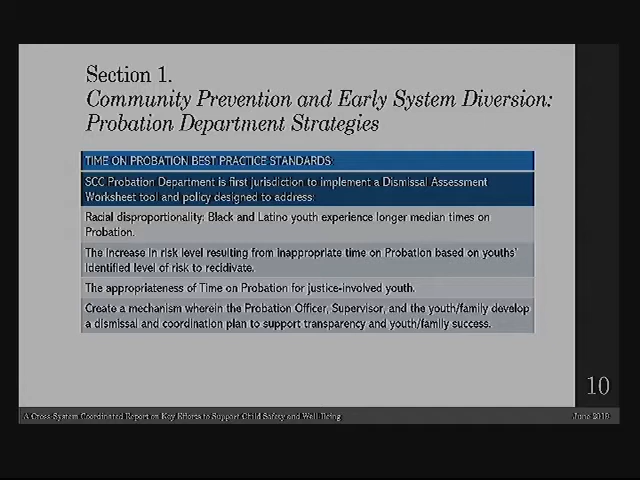 Section 1.
Community Prevention and Early System Diversion:
Probation Department Strategies
TIME ON PROBATION BEST PRACTICE STANDARDS:
SCC Probation Department is first jurisdiction to implement a Dismissal Assessment
Worksheet tool and policy designed to address:
Racial disproportionality: Black and Latino youth experience longer median times on
Probation.
The increase in risk level resulting from inappropriate time on Probation based on youths'
identified level of risk to recidivate.
The appropriateness of Time on Probation for justice-involved youth.
Create a mechanism wherein the Probation Officer, Supervisor, and the youth/family develop
a dismissal and coordination plan to support transparency and youth/family success.
10
A Cross-System Coordinated Report on Key Efforts to Support Child Safety and Well-Being
June 2019